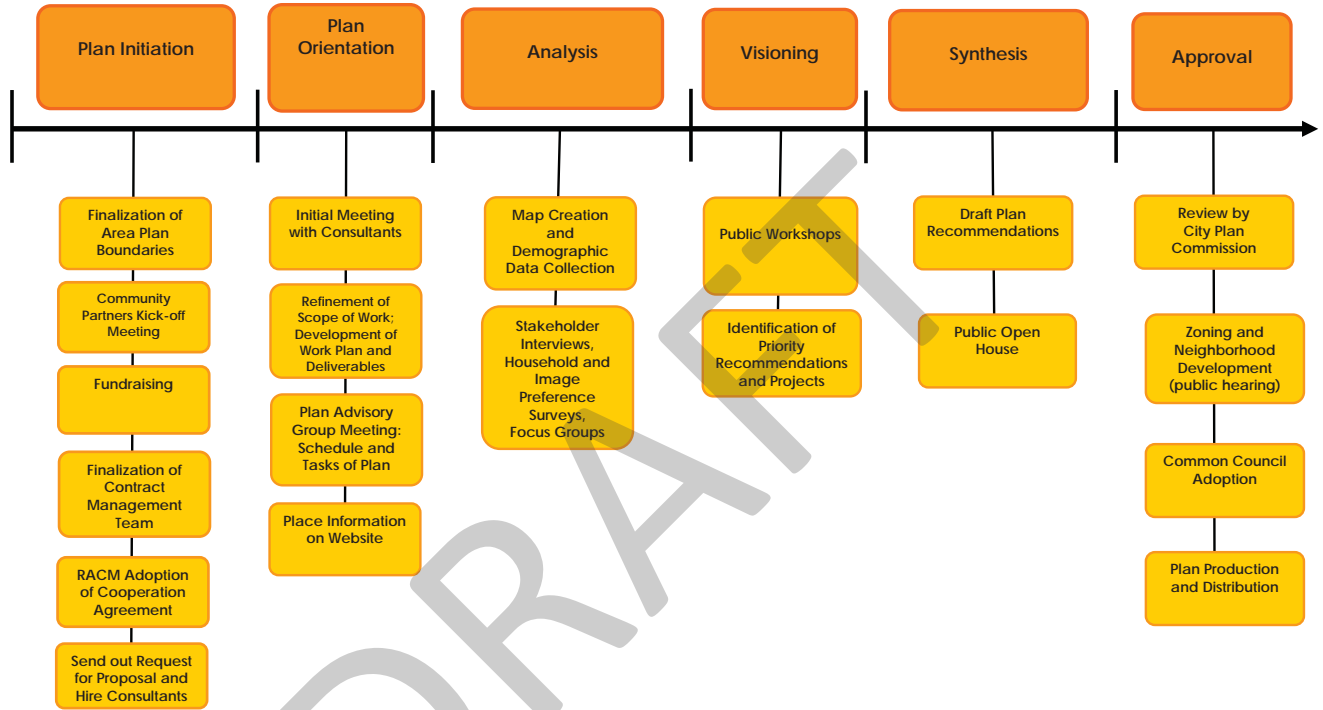 Plan Initiation
Plan
Orientation
Analysis
Visioning
Synthesis
Approval
Finalization of
Area Plan
Boundaries
Community
Partners Kick-off
Meeting
Fundraising
Finalization of
Contract
Management
Team
RACM Adoption
of Cooperation
Agreement
Send out Request
for Proposal and
Hire Consultants
Initial Meeting
with Consultants
Refinement of
Scope of Work;
Development of
Work Plan and
Deliverables
Plan Advisory
Group Meeting:
Schedule and
Tasks of Plan
Place Information
on Website
Map Creation
and
Demographic
Data Collection
Stakeholder
Interviews,
Household and
Image
Preference
Surveys,
Focus Groups
Public Workshops
Identification of
Priority
Recommendations
and Projects
Draft Plan
Recommendations
Public Open
House
Review by
City Plan
Commission
Zoning and
Neighborhood
Development
(public hearing)
Common Council
Adoption
Plan Production
and Distribution
DRAFT